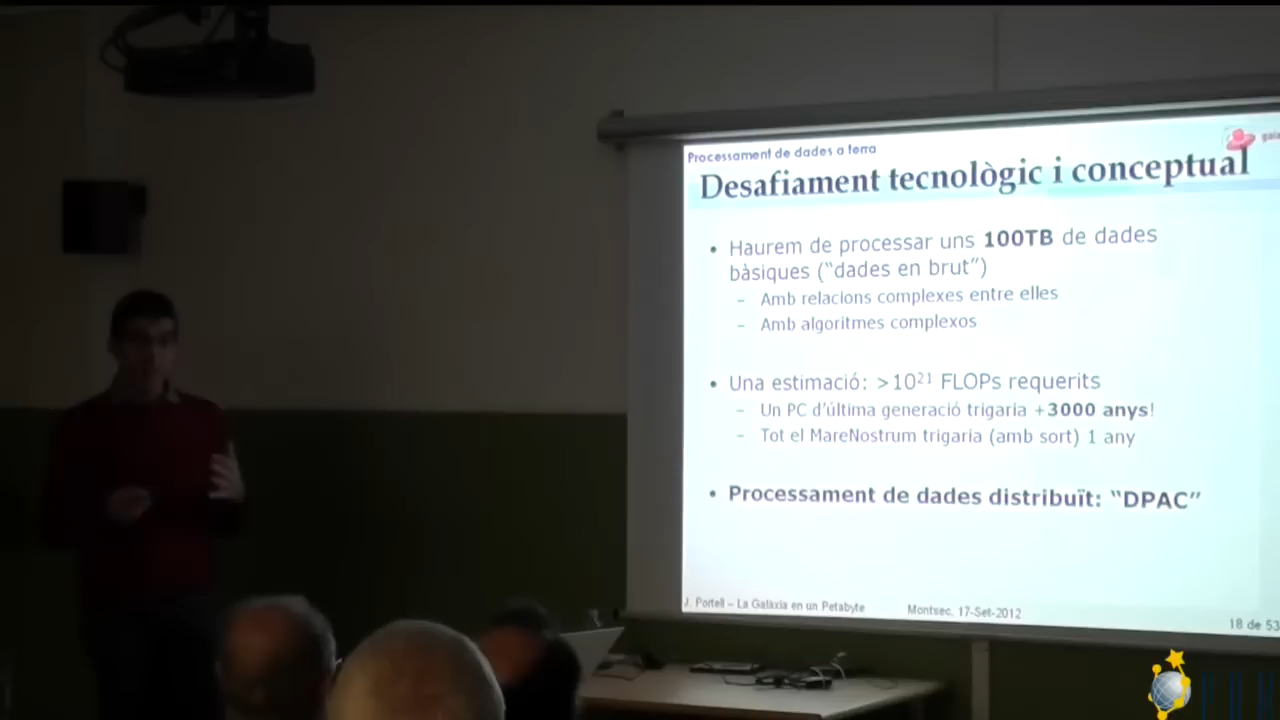 Processament de dades a terra
gaia
Desafiament tecnològic i conceptual
• Haurem de processar uns 100TB de dades
bàsiques (“dades en brut”)
– Amb relacions complexes entre elles
– Amb algoritmes complexos
• Una estimació: >10²¹ FLOPs requerits
– Un PC d’última generació trigaria +3000 anys!
– Tot el MareNostrum trigaria (amb sort) 1 any
• Processament de dades distribuït: “DPAC”
J. Portell – La Galàxia en un Petabyte
Montsec, 17-Set-2012
18 de 53